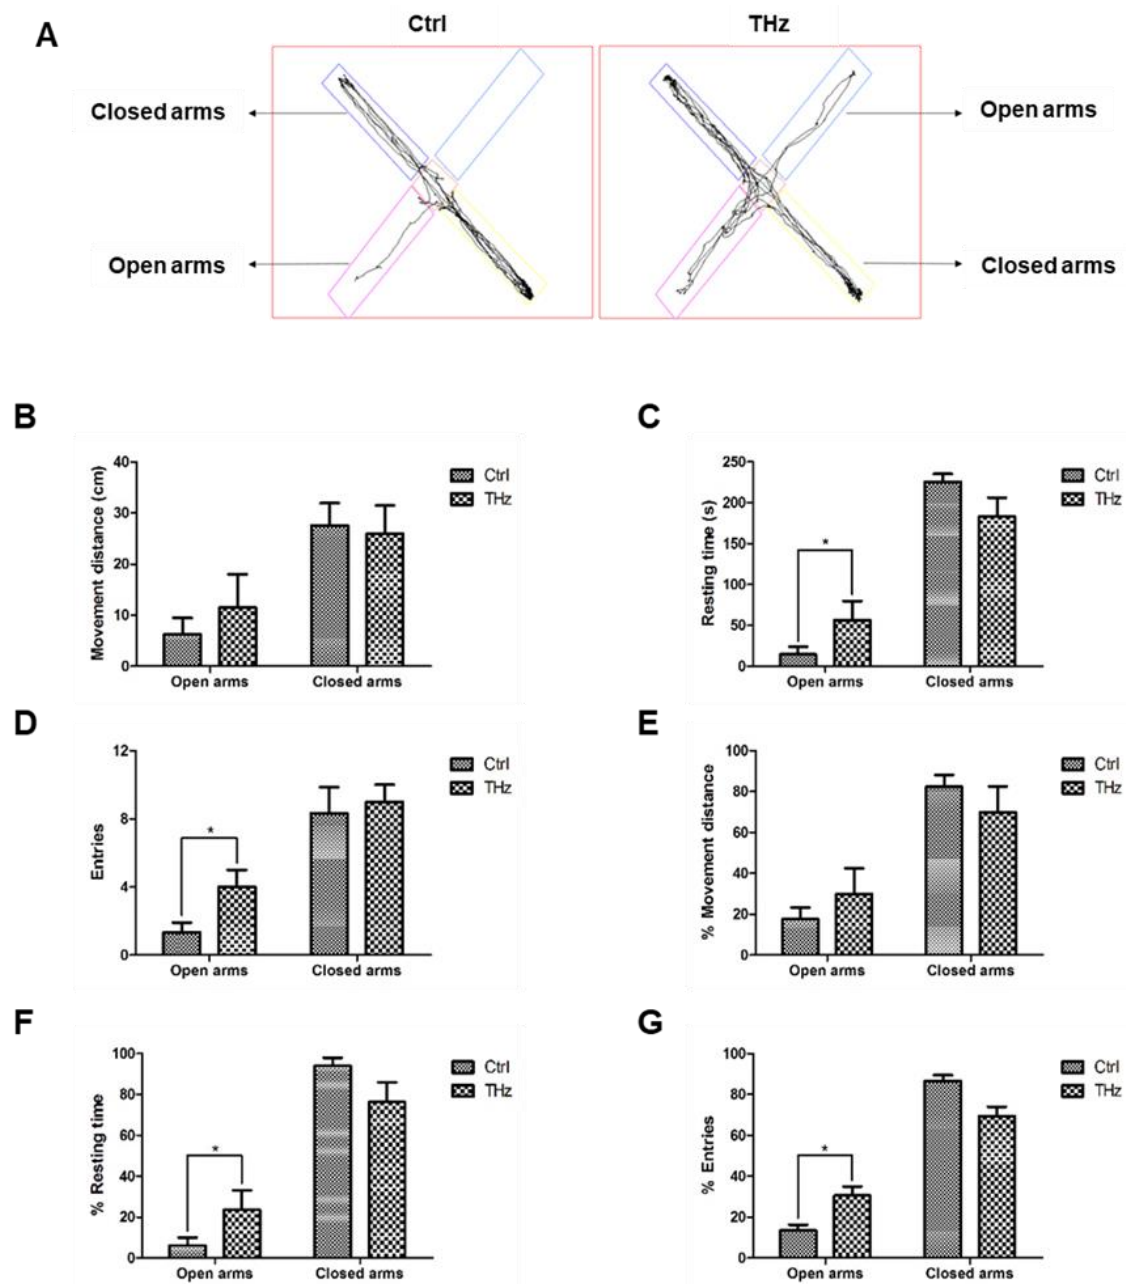 A
Ctrl
THz
Closed arms
Open arms
Open arms
Closed arms
B
Movement distance (cm)
40
30
20
10
0
Open arms
Closed arms
Ctrl
THz
C
Resting time (s)
250
200
150
100
50
0
*
Open arms
Closed arms
Ctrl
THz
D
Entries
12
8
4
0
*
Open arms
Closed arms
Ctrl
THz
E
% Movement distance
100
80
60
40
20
0
Open arms
Closed arms
Ctrl
THz
F
% Resting time
100
80
60
40
20
0
*
Open arms
Closed arms
Ctrl
THz
G
% Entries
100
80
60
40
20
0
*
Open arms
Closed arms
Ctrl
THz